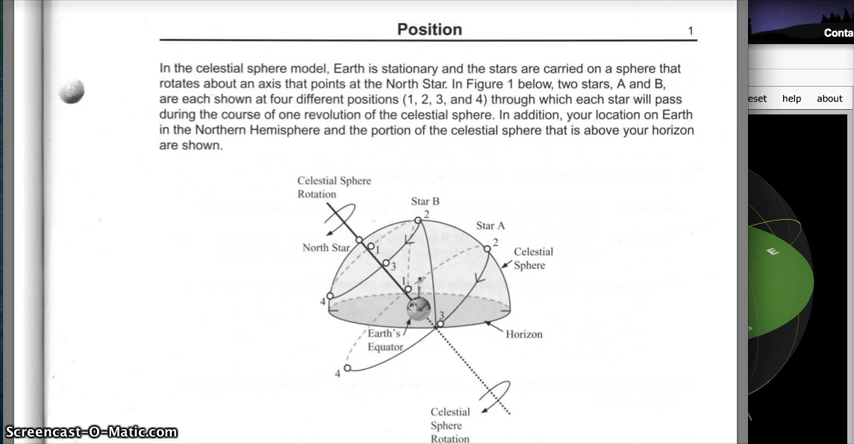 Position
1
In the celestial sphere model, Earth is stationary and the stars are carried on a sphere that
rotates about an axis that points at the North Star. In Figure 1 below, two stars, A and B,
are each shown at four different positions (1, 2, 3, and 4) through which each star will pass
during the course of one revolution of the celestial sphere. In addition, your location on Earth
in the Northern Hemisphere and the portion of the celestial sphere that is above your horizon
are shown.
Celestial Sphere
Rotation
Star B
2
Star A
2
North Star
1
3
Celestial
Sphere
1
4
3
Earth's
Equator
Horizon
4
Celestial
Sphere
Rotation
Conta
eset help about
E
Screencast-O-Matic.com